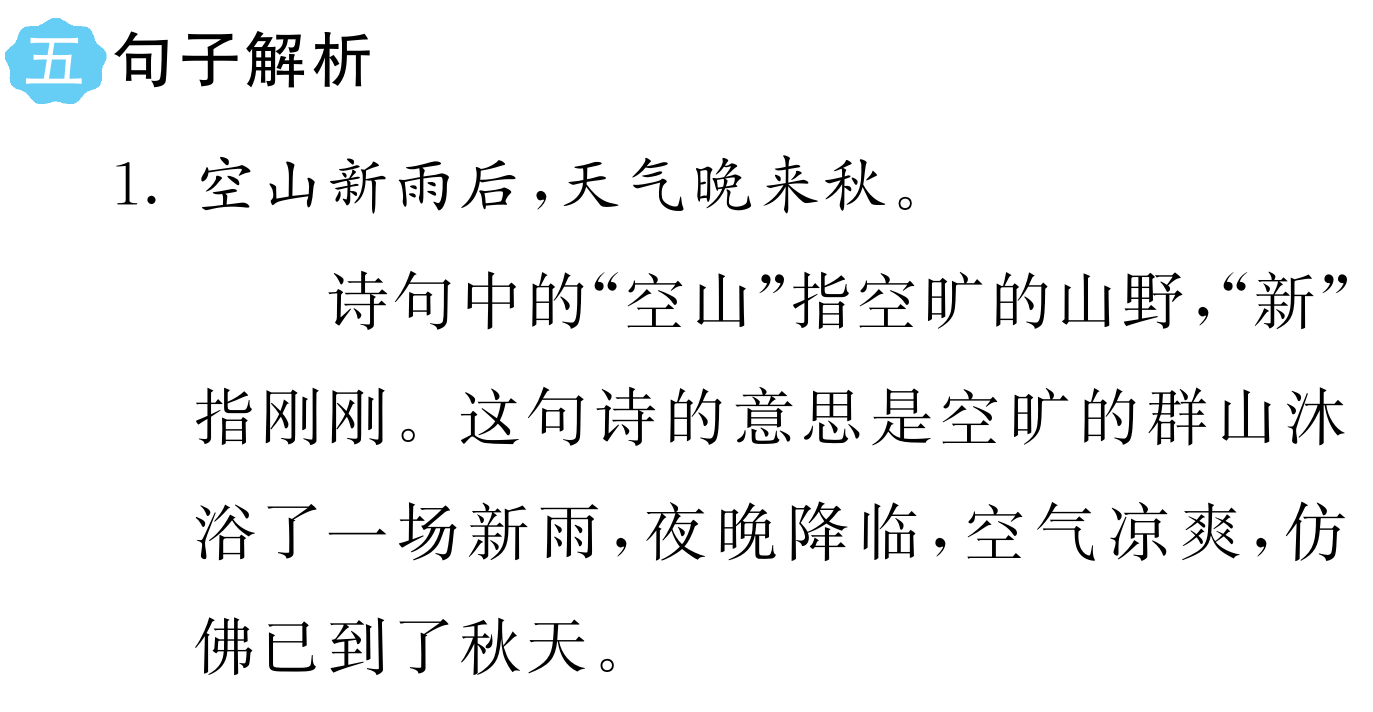 五 句子解析
1. 空山新雨后,天气晚来秋。
诗句中的“空山”指空旷的山野,“新”
指刚刚。这句诗的意思是空旷的群山沐
浴了一场新雨,夜晚降临,空气凉爽,仿
佛已到了秋天。